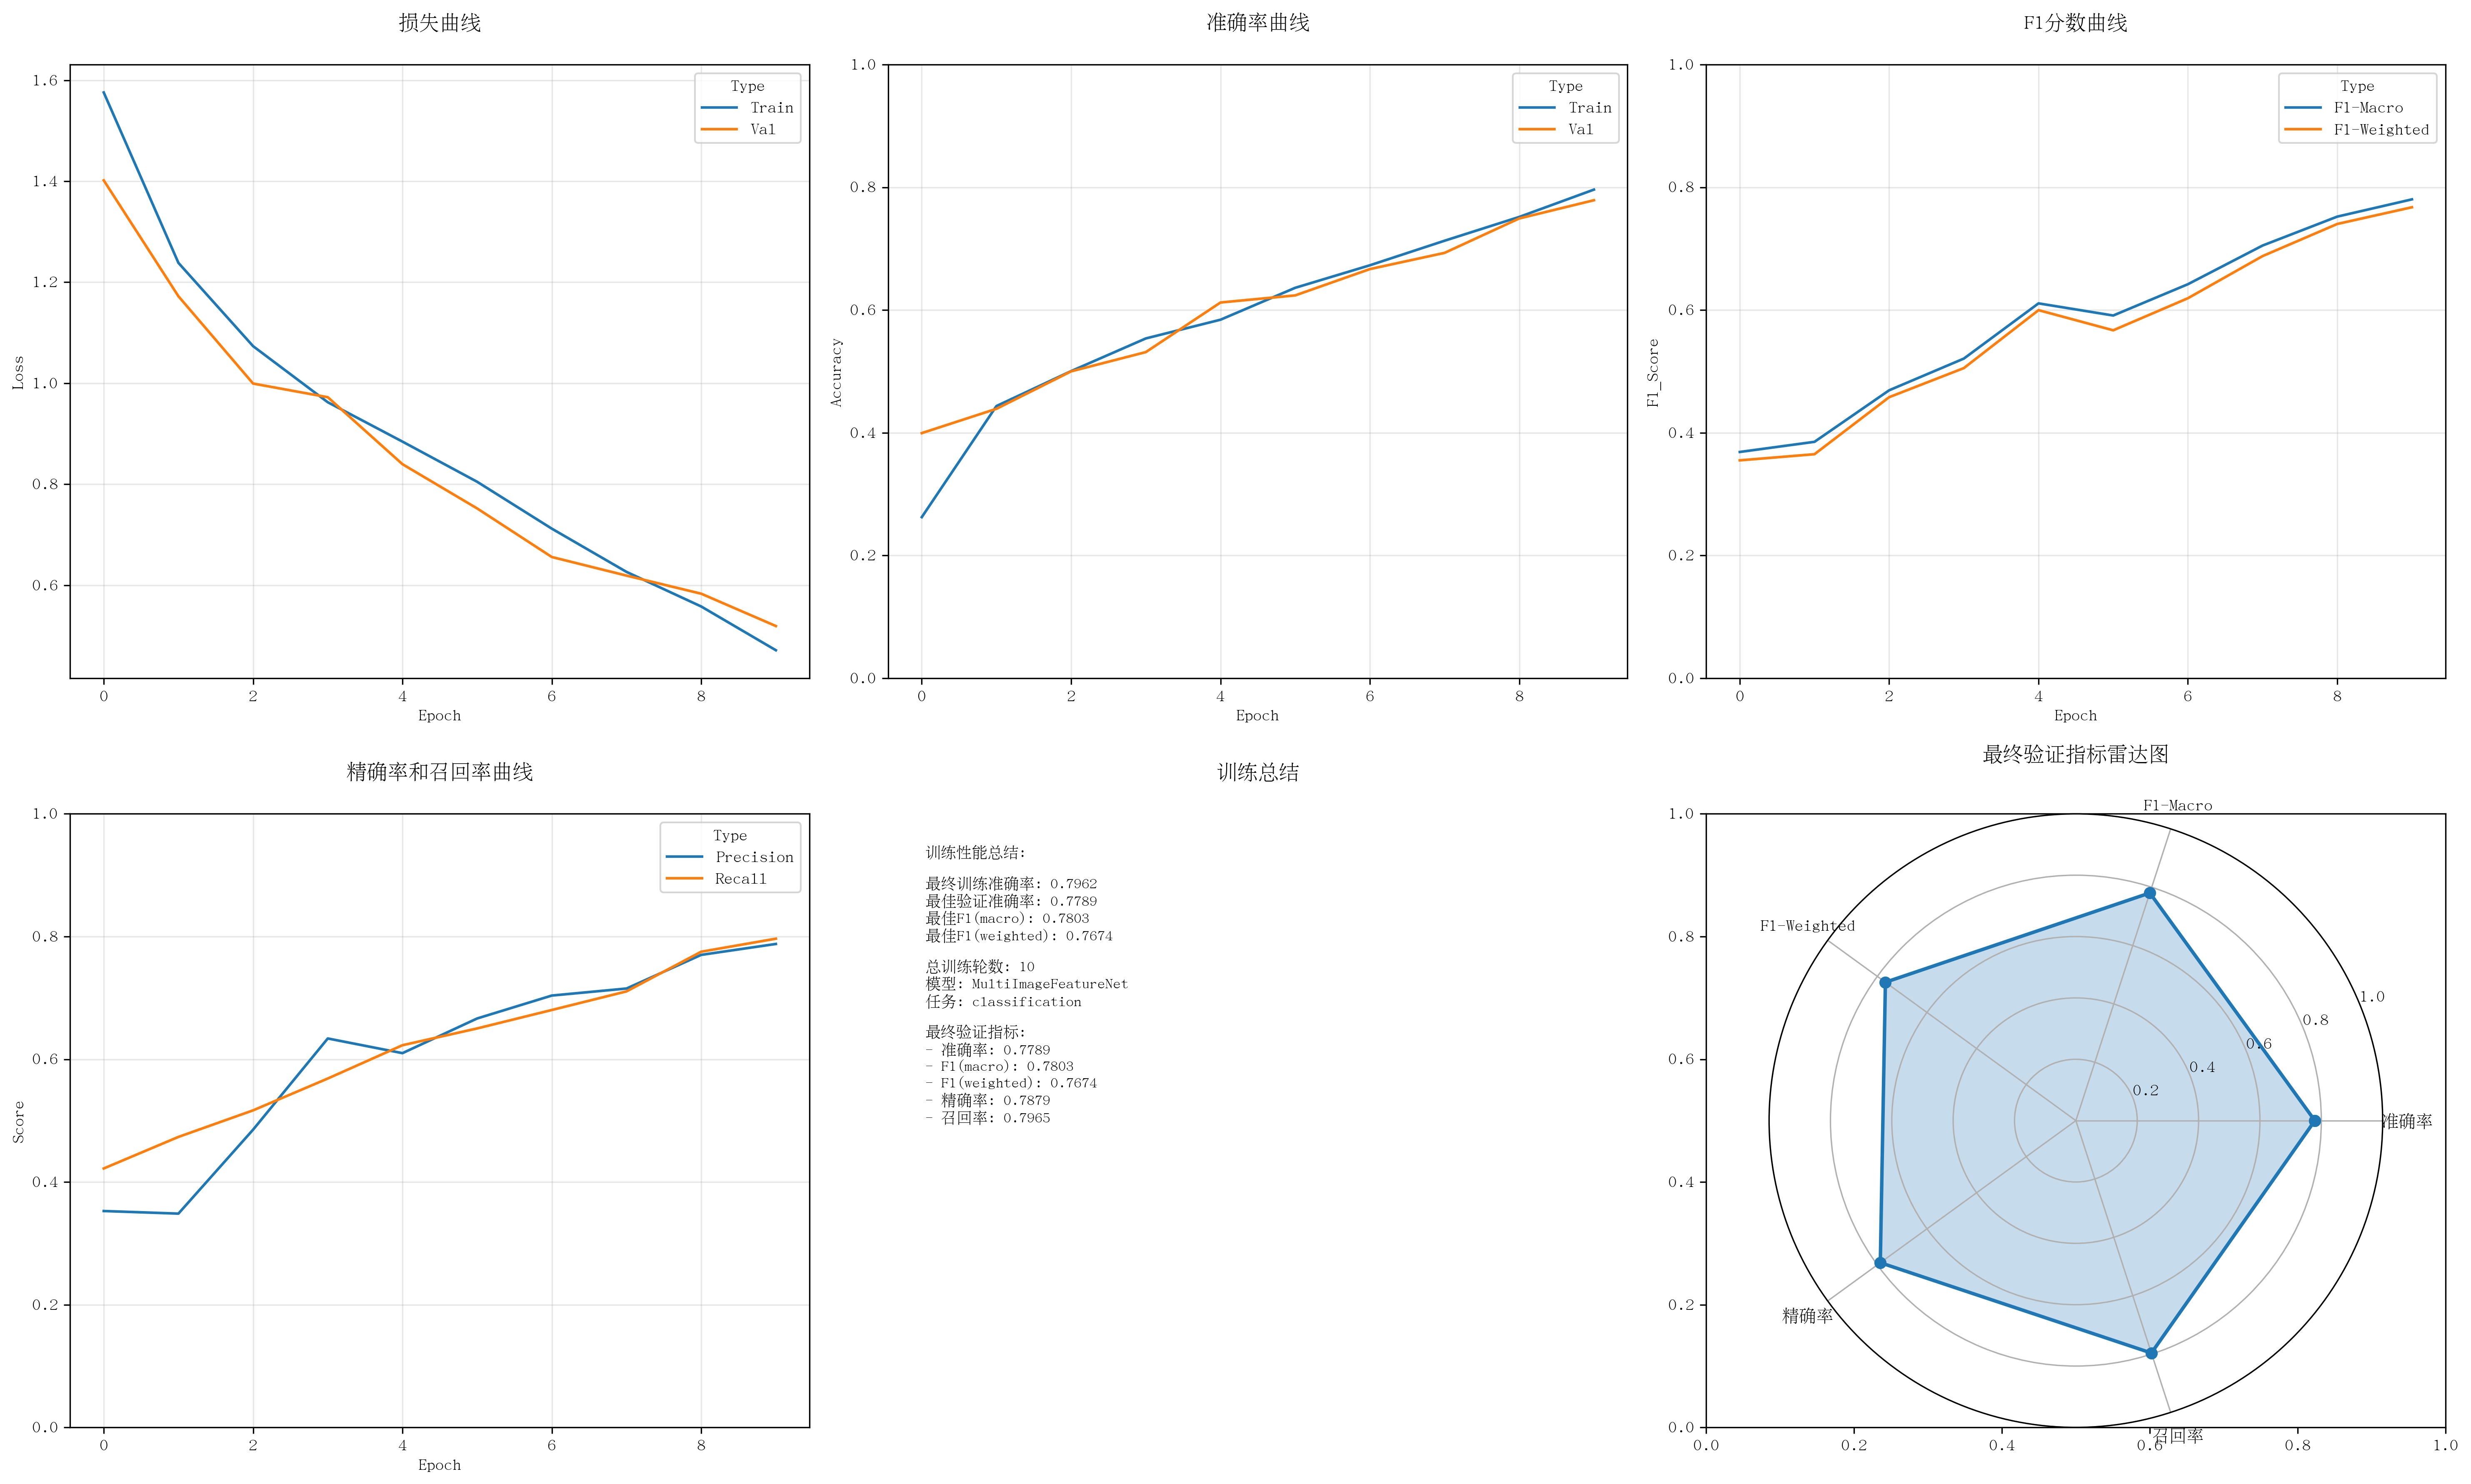 损失曲线
1.6
1.4
1.2
1.0
0.8
0.6
Loss
0 2 4 6 8
Epoch
Type
Train
Val
准确率曲线
1.0
0.8
0.6
0.4
0.2
0.0
Accuracy
0 2 4 6 8
Epoch
Type
Train
Val
F1分数曲线
1.0
0.8
0.6
0.4
0.2
0.0
F1_Score
0 2 4 6 8
Epoch
Type
F1-Macro
F1-Weighted
精确率和召回率曲线
1.0
0.8
0.6
0.4
0.2
0.0
Score
0 2 4 6 8
Epoch
Type
Precision
Recall
训练总结
训练性能总结:
最终训练准确率: 0.7962
最佳验证准确率: 0.7789
最佳F1(macro): 0.7803
最佳F1(weighted): 0.7674
总训练轮数: 10
模型: MultiImageFeatureNet
任务: classification
最终验证指标:
- 准确率: 0.7789
- F1(macro): 0.7803
- F1(weighted): 0.7674
- 精确率: 0.7879
- 召回率: 0.7965
最终验证指标雷达图
1.0
0.8
0.6
0.4
0.2
0.0
0.0 0.2 0.4 0.6 0.8 1.0
F1-Macro
F1-Weighted
准确率
精确率
召回率
1.0
0.8
0.6
0.4
0.2